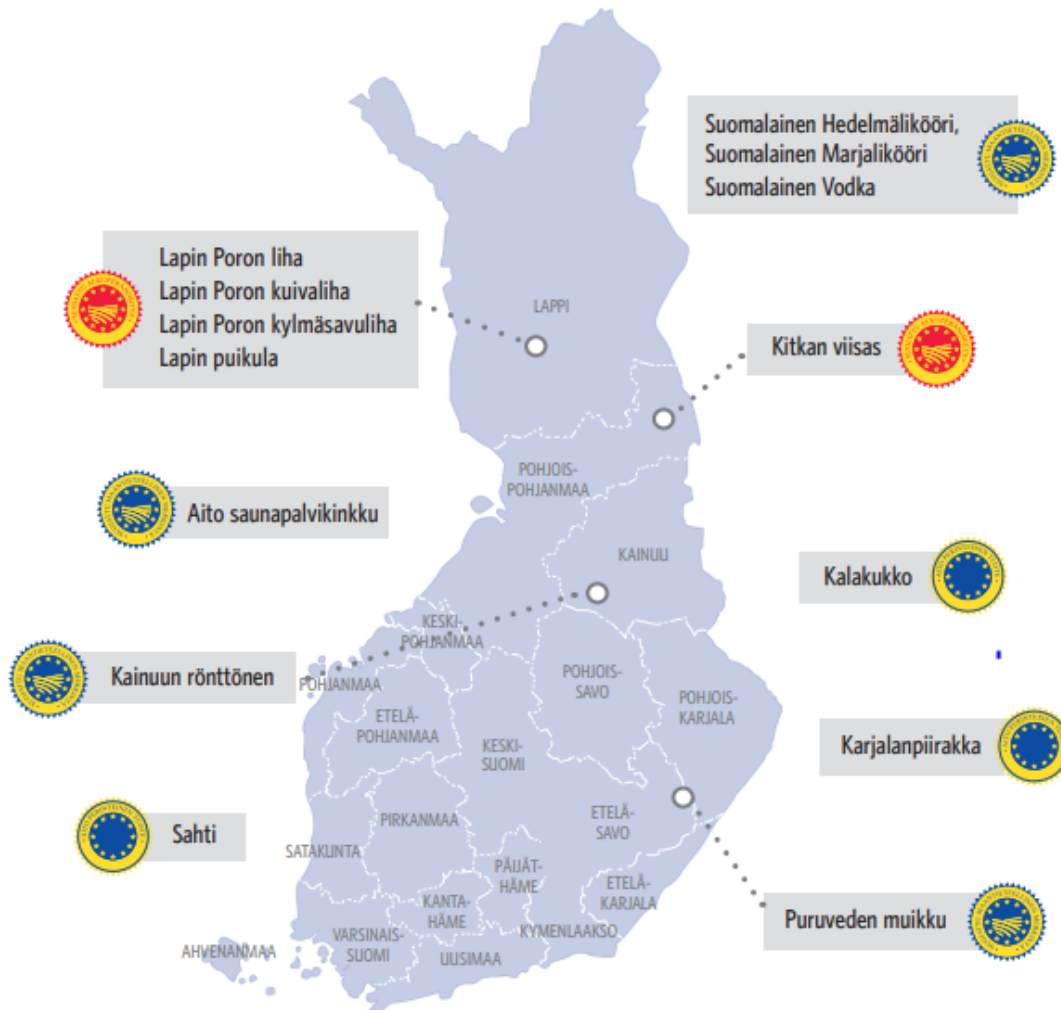 Suomalainen Hedelmälikööri,
Suomalainen Marjalikööri
Suomalainen Vodka
Lapin Poron liha
Lapin Poron kuivaliha
Lapin Poron kylmäsavuliha
Lapin puikula
LAPPI
Kitkan viisas
POHJOIS-
POHJANMAA
Aito saunapalvikinkku
KAINUU
Kalakukko
KESKI-
POHJANMAA
Kainuun rönttönen
POHJANMAA
POHJOIS-
SAVO
POHJOIS-
KARJALA
ETELÄ-
POHJANMAA
KESKI-
SUOMI
Karjalanpiirakka
Sahti
PIRKANMAA
ETELÄ-
SAVO
SATAKUNTA
PÄIJÄT-
HÄME
ETELÄ-
KARJALA
KANTA-
HÄME
Puruveden muikku
KYMENLAAKSO
VARSINAIS-
SUOMI
AHVENANMAA
UUSIMAA